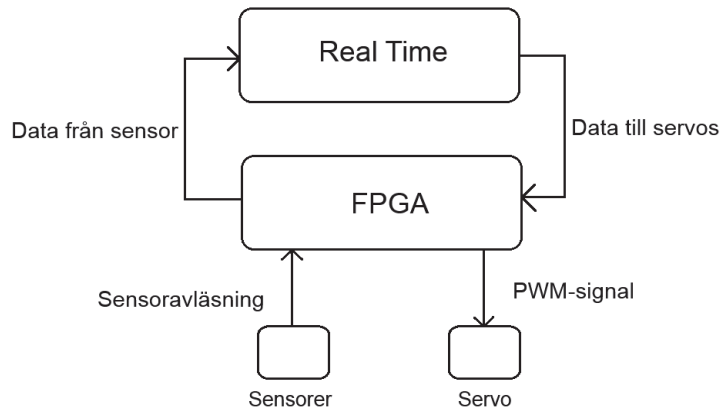 Real Time
Data från sensor
Data till servos
FPGA
Sensoravläsning
PWM-signal
Sensorer
Servo